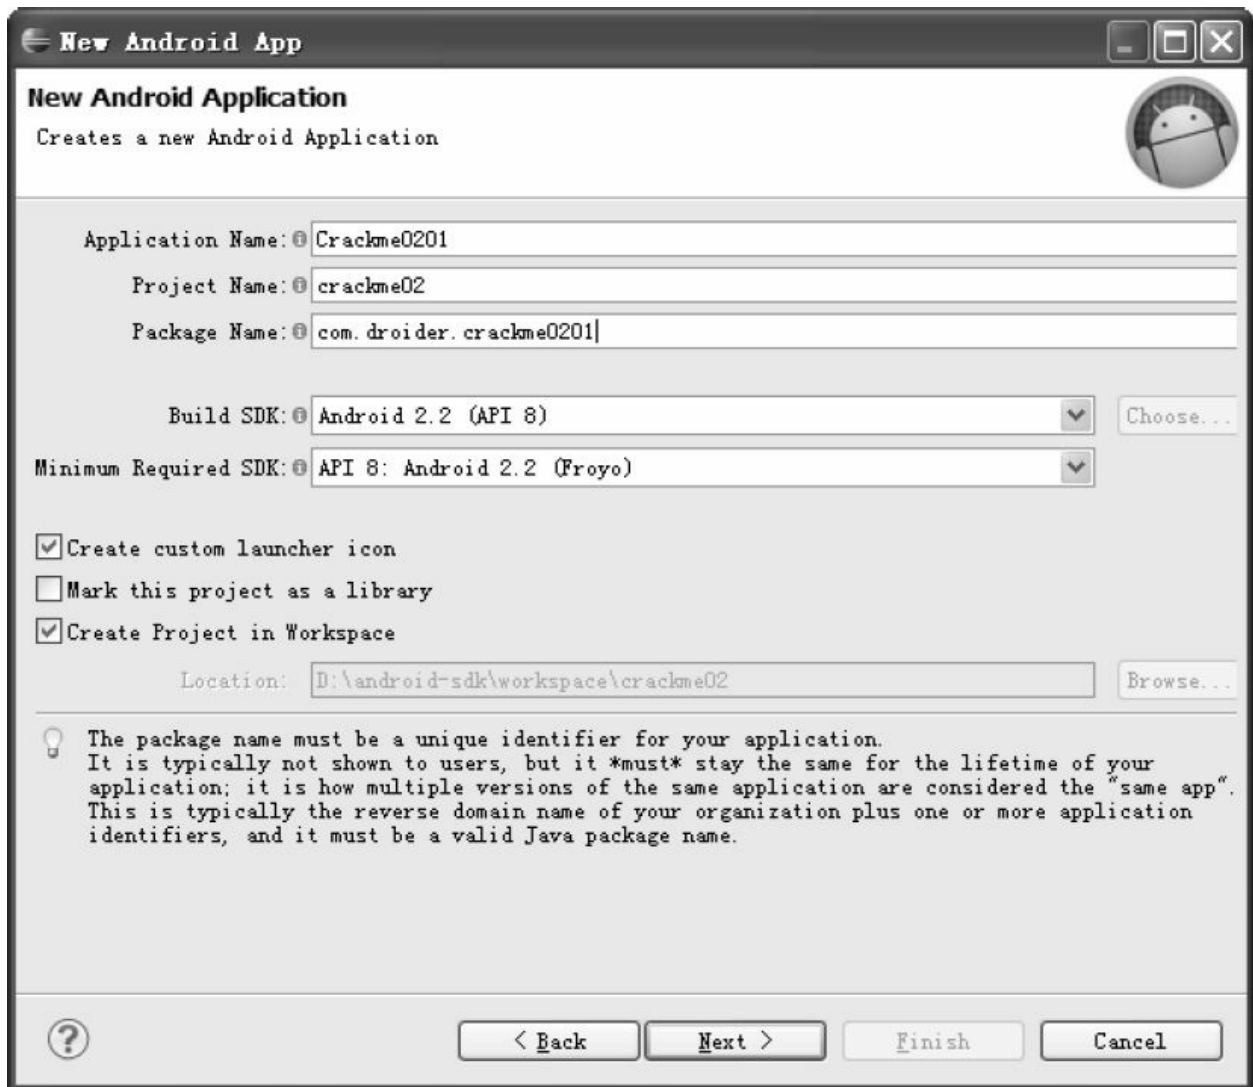 New Android App
New Android Application
Creates a new Android Application
Application Name: Crackme0201
Project Name: crackme02
Package Name: com.droider.crackme0201
Build SDK: Android 2.2 (API 8) Choose...
Minimum Required SDK: API 8: Android 2.2 (Froyo)
Create custom launcher icon
Mark this project as a library
Create Project in Workspace
Location: D:\android-sdk\workspace\crackme02 Browse...
The package name must be a unique identifier for your application.
It is typically not shown to users, but it *must* stay the same for the lifetime of your
application; it is how multiple versions of the same application are considered the "same app".
This is typically the reverse domain name of your organization plus one or more application
identifiers, and it must be a valid Java package name.
? < Back Next > Finish Cancel